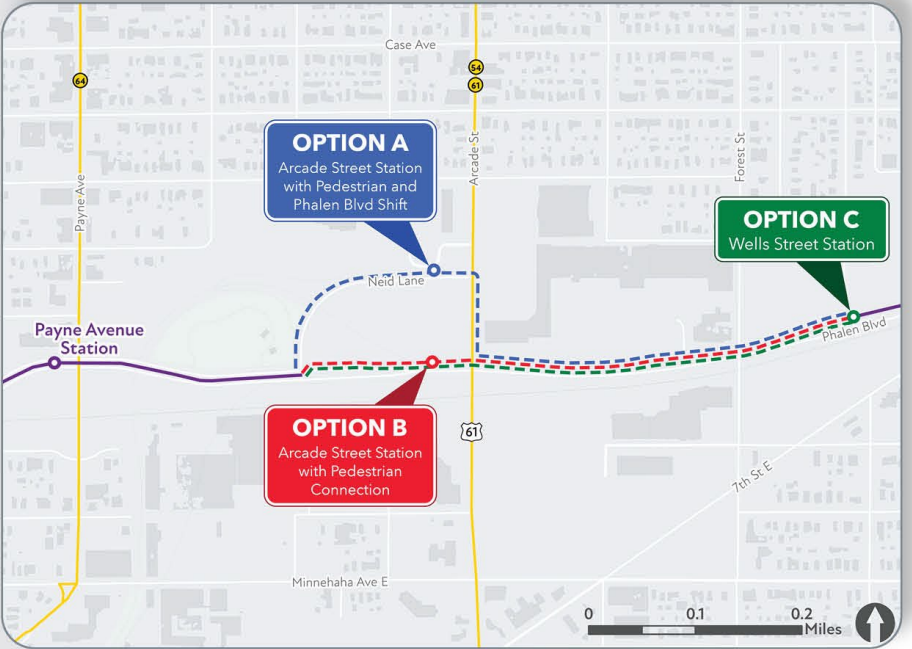 Case Ave
64
54
61
Payne Ave
Arcade St
Forest St
OPTION A
Arcade Street Station
with Pedestrian and
Phalen Blvd Shift
OPTION C
Wells Street Station
Neid Lane
Payne Avenue
Station
Phalen Blvd
OPTION B
Arcade Street Station
with Pedestrian
Connection
61
7th St E
Minnehaha Ave E
0 0.1 0.2
Miles